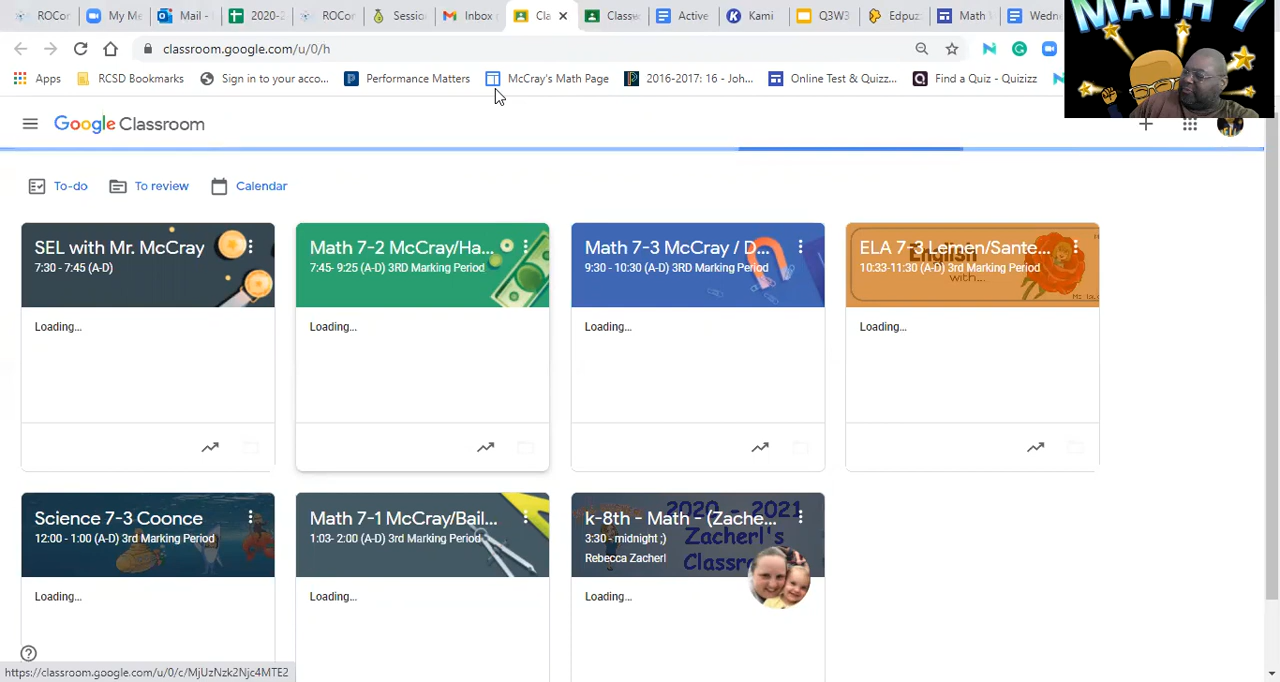 ROCor
My Me
Mail -
2020-2
ROCor
Sessio
Inbox
Cla
Classr
Active
Kami
Q3W3
Edpuz
Math
Wedn
MATH 7
classroom.google.com/u/0/h
Apps
RCSD Bookmarks
Sign in to your acco...
Performance Matters
McCray's Math Page
2016-2017: 16 - Joh...
Online Test & Quizz...
Find a Quiz - Quizizz
Google Classroom
To-do
To review
Calendar
SEL with Mr. McCray
7:30 - 7:45 (A-D)
Loading...
Math 7-2 McCray/Ha...
7:45- 9:25 (A-D) 3RD Marking Period
Loading...
Math 7-3 McCray / D...
9:30 - 10:30 (A-D) 3RD Marking Period
Loading...
ELA 7-3 Lemen/Sante...
10:33-11:30 (A-D) 3rd Marking Period
English
with...
Loading...
Science 7-3 Coonce
12:00 - 1:00 (A-D) 3rd Marking Period
Loading...
Math 7-1 McCray/Bail...
1:03- 2:00 (A-D) 3rd Marking Period
Loading...
k-8th - Math - (Zache...
3:30 - midnight ;)
Rebecca Zacherl
2020 - 2021
Zacherl's
Classr
Loading...
https://classroom.google.com/u/0/c/MjUzNzk2Njc4MTE2